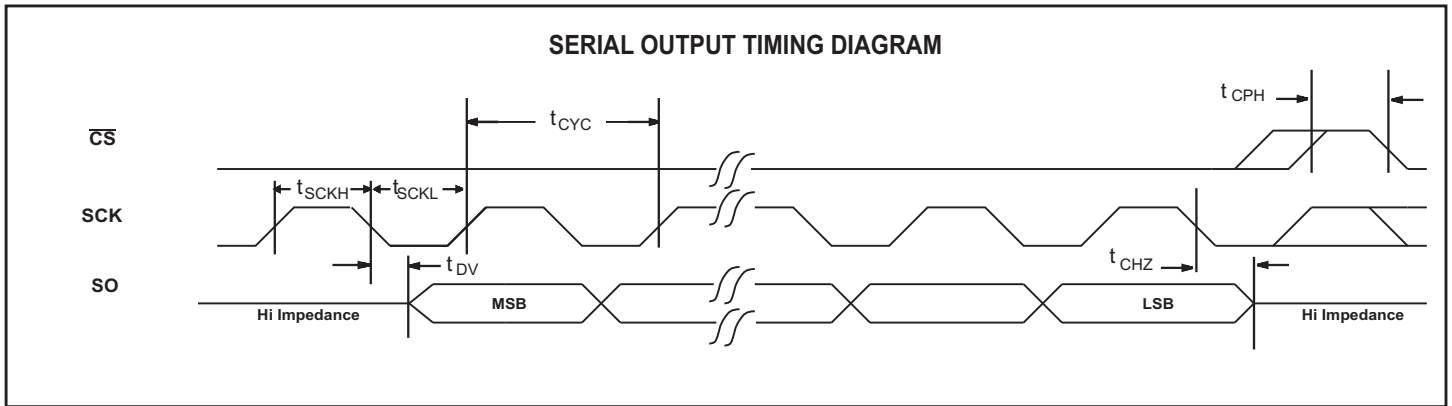 SERIAL OUTPUT TIMING DIAGRAM
t CPH
t CYC
CS
t SCKH
t SCKL
SCK
t DV
t CHZ
SO
MSB
LSB
Hi Impedance
Hi Impedance